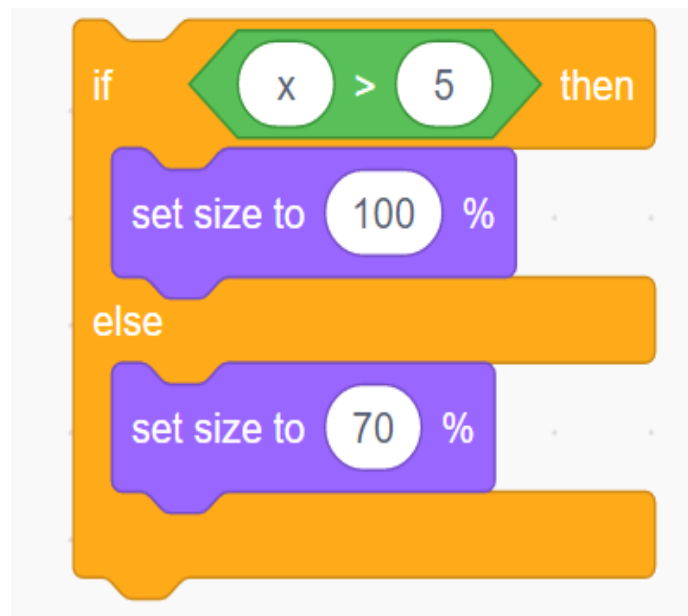 if x > 5 then
set size to 100 %
else
set size to 70 %